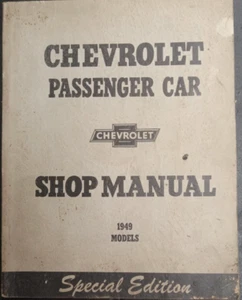 CHEVROLET
PASSENGER CAR
CHEVROLET
SHOP MANUAL
1949
MODELS
Special Edition